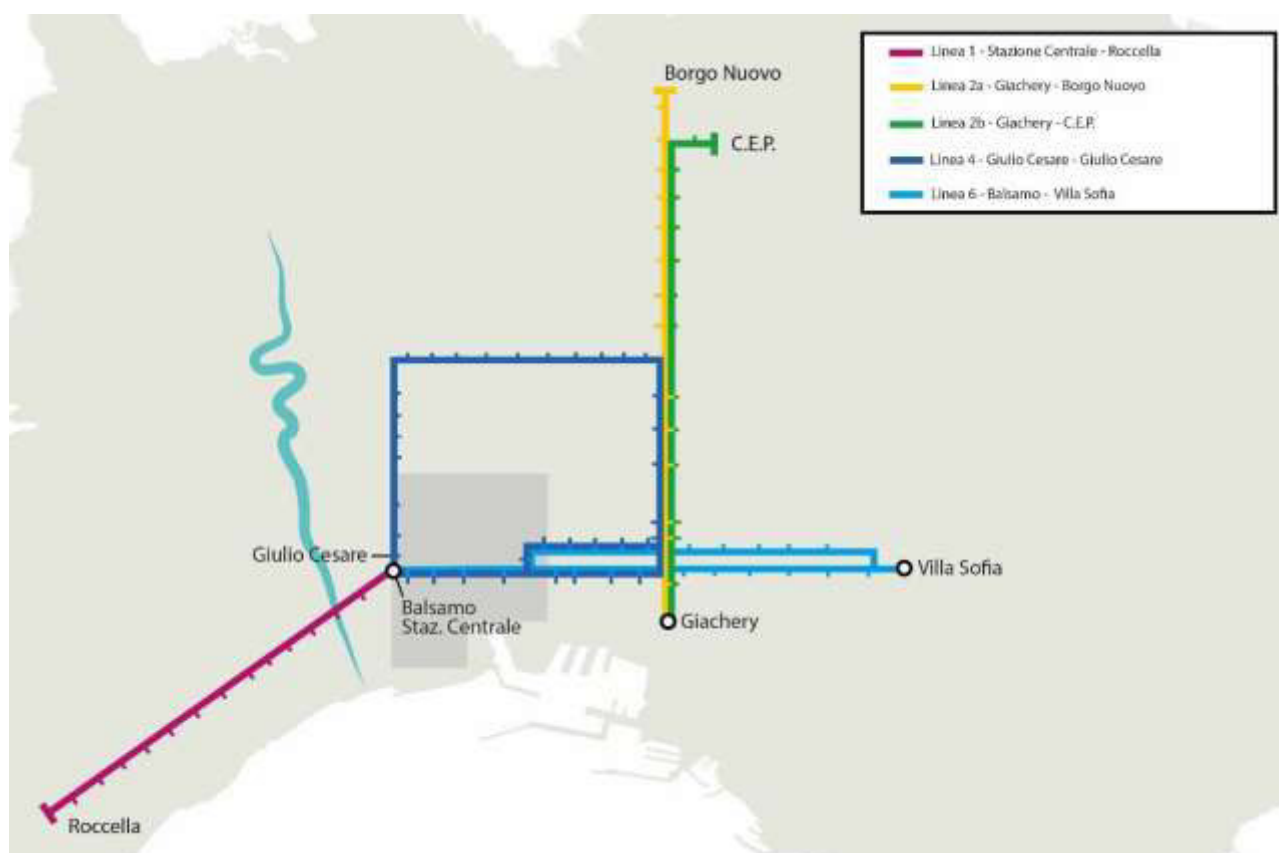 Borgo Nuovo
C.E.P.
Linea 1 - Stazione Centrale - Roccella
Linea 2a - Giachery - Borgo Nuovo
Linea 2b - Giachery - C.E.P.
Linea 4 - Giulio Cesare - Giulio Cesare
Linea 6 - Balsamo - Villa Sofia
Giulio Cesare
Balsamo
Staz. Centrale
Villa Sofia
Giachery
Roccella